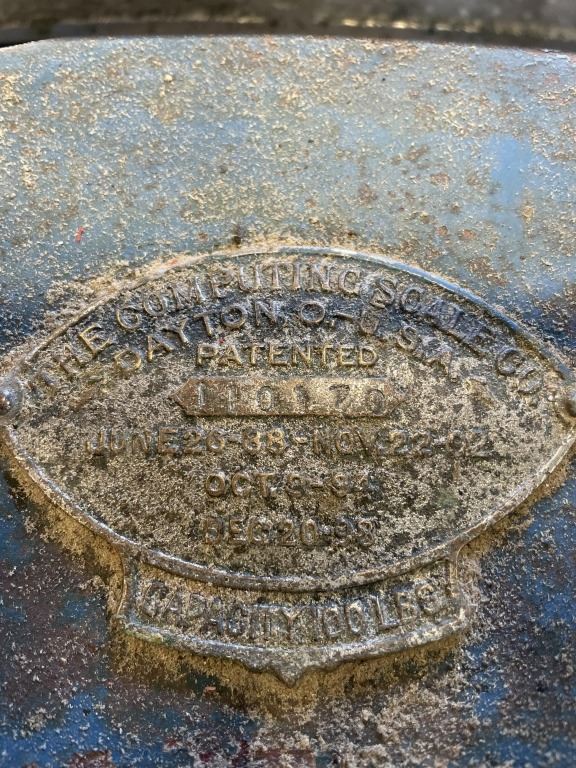 THE COMPUTING SCALE CO.
DAYTON, O.-U.S.A.
PATENTED
110170
JUNE 26-88-NOV. 22-92
OCT. 9-94
DEC. 20-98
CAPACITY 100 LBS.